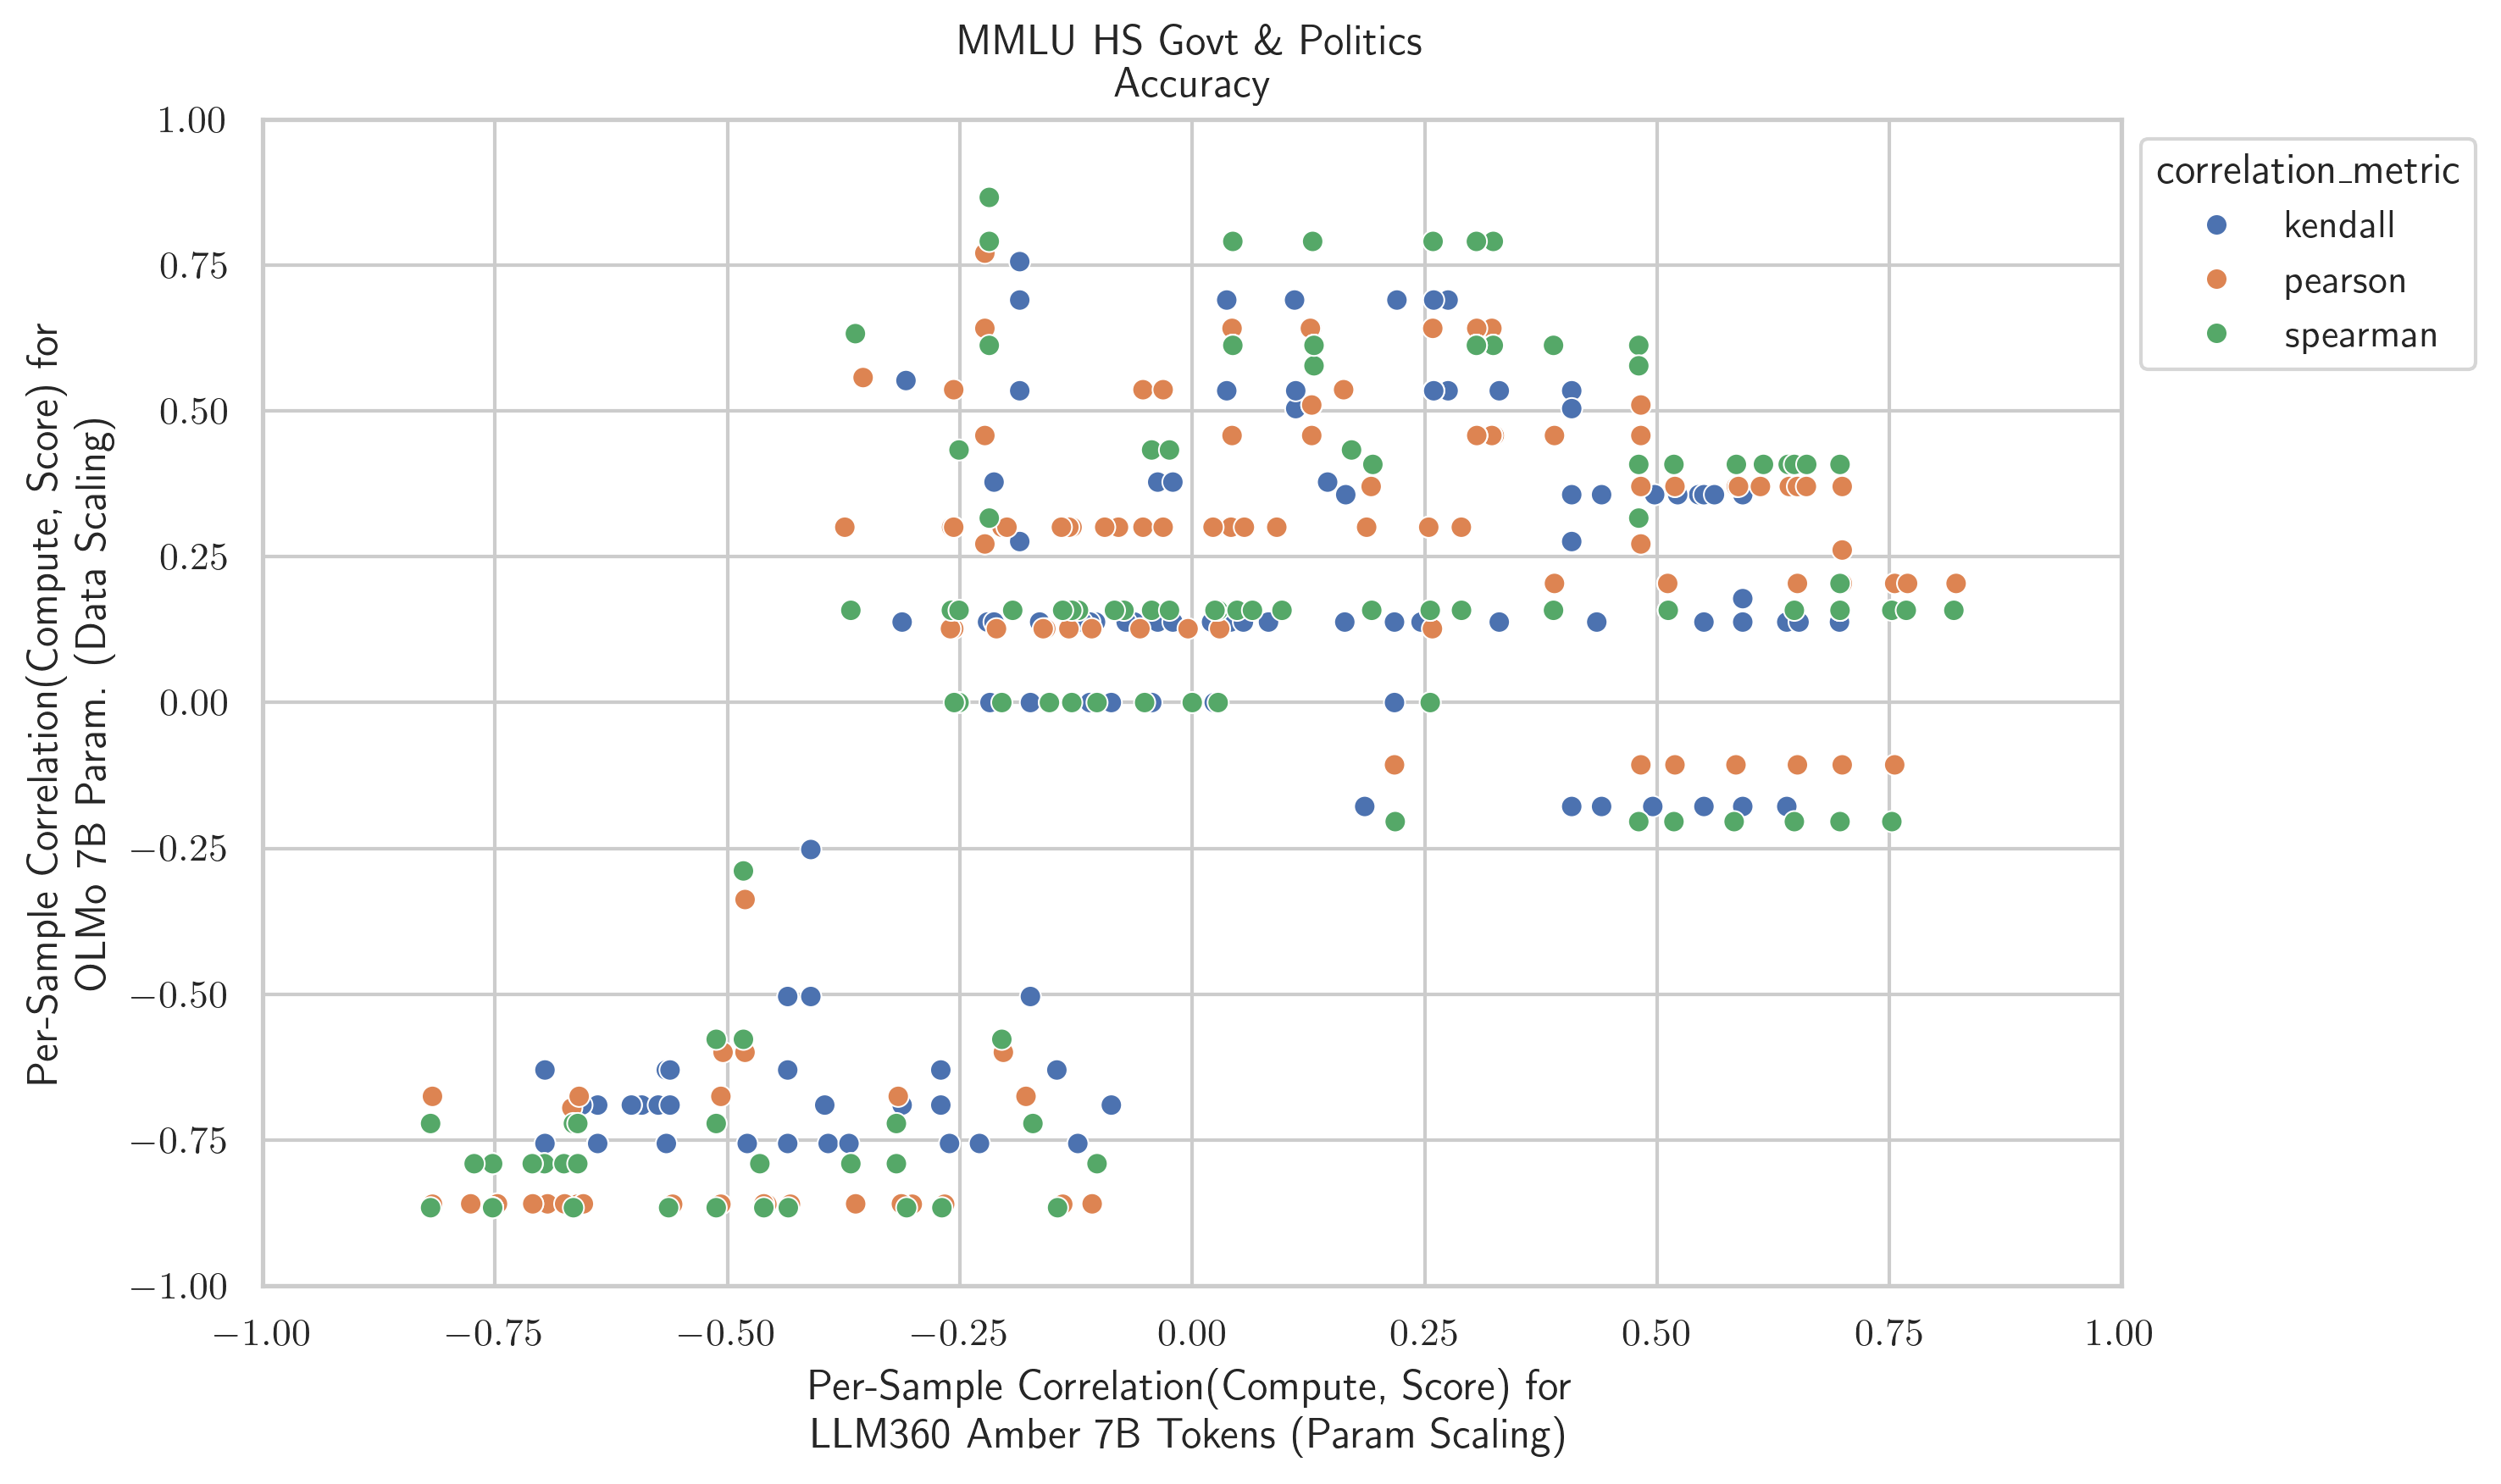 MMLU HS Govt & Politics
Accuracy
1.00
0.75
0.50
0.25
0.00
−0.25
−0.50
−0.75
−1.00
Per-Sample Correlation(Compute, Score) for
OLMo 7B Param. (Data Scaling)
correlation_metric
kendall
pearson
spearman
−1.00 −0.75 −0.50 −0.25 0.00 0.25 0.50 0.75 1.00
Per-Sample Correlation(Compute, Score) for
LLM360 Amber 7B Tokens (Param Scaling)